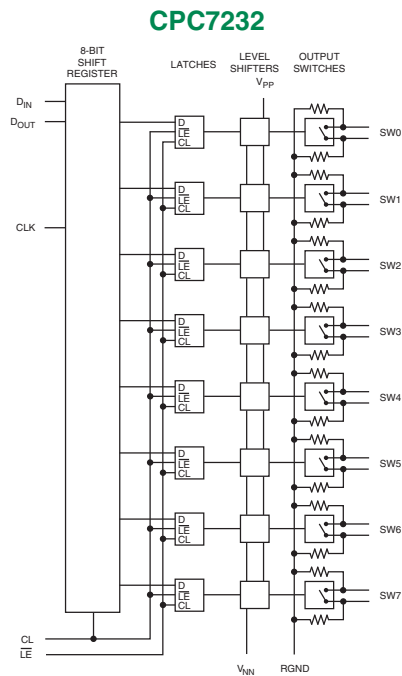 CPC7232
8-BIT
SHIFT
REGISTER
LATCHES
LEVEL
SHIFTERS
VPP
OUTPUT
SWITCHES
DIN
DOUT
CLK
D
LE
CL
SW0
D
LE
CL
SW1
D
LE
CL
SW2
D
LE
CL
SW3
D
LE
CL
SW4
D
LE
CL
SW5
D
LE
CL
SW6
D
LE
CL
SW7
CL
LE
VNN
RGND